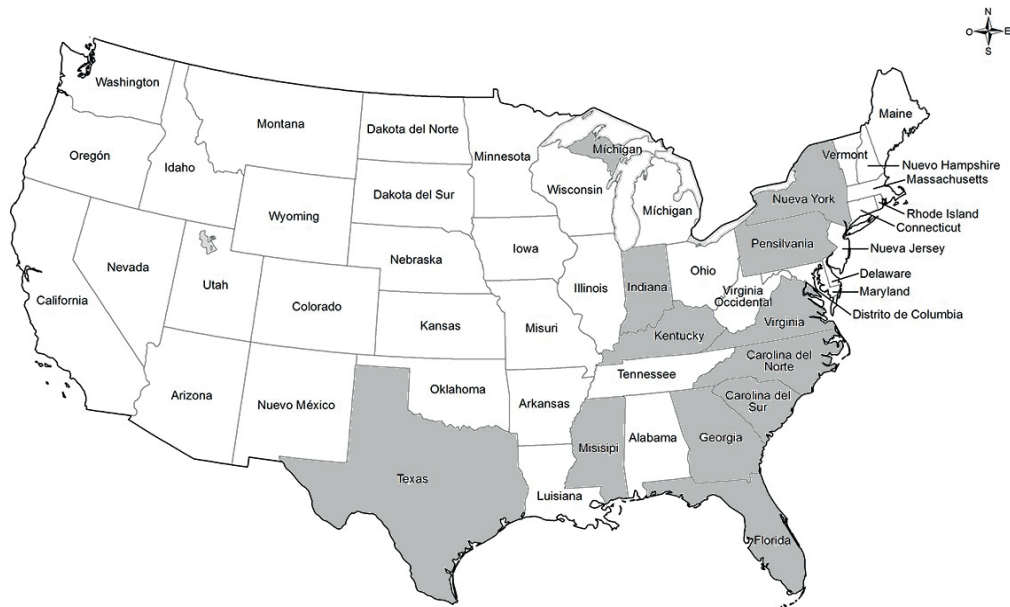 N
O
E
S
Washington
Montana
Dakota del Norte
Minnesota
Míchigan
Maine
Vermont
Nuevo Hampshire
Massachusetts
Oregón
Idaho
Dakota del Sur
Wisconsin
Míchigan
Nueva York
Rhode Island
Connecticut
Wyoming
Pensilvania
Nueva Jersey
Nevada
Utah
Nebraska
Iowa
Illinois
Indiana
Ohio
Virginia
Occidental
Delaware
Maryland
Distrito de Columbia
California
Colorado
Kansas
Misuri
Kentucky
Virginia
Arizona
Nuevo México
Oklahoma
Arkansas
Tennessee
Carolina del
Norte
Carolina del
Sur
Misisipi
Alabama
Georgia
Texas
Luisiana
Florida